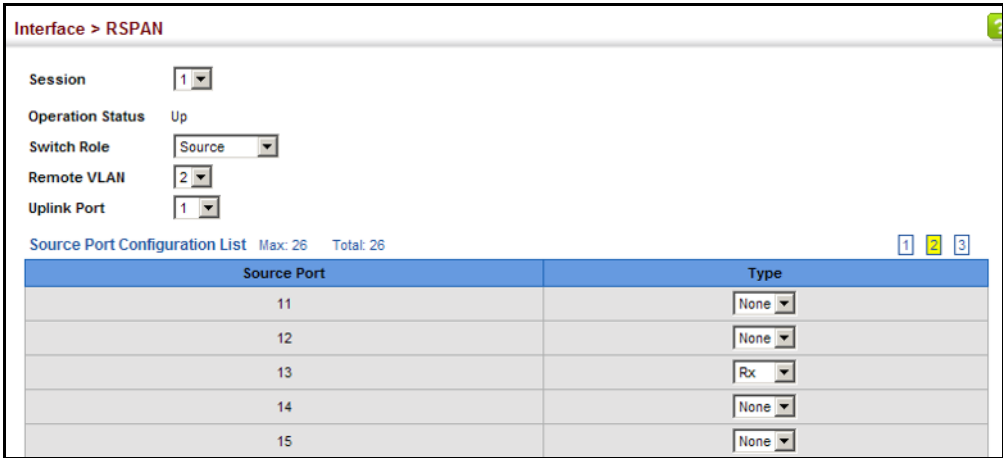 Interface > RSPAN
?
Session 1
Operation Status Up
Switch Role Source
Remote VLAN 2
Uplink Port 1
Source Port Configuration List Max: 26 Total: 26 1 2 3
Source Port Type
11 None
12 None
13 Rx
14 None
15 None